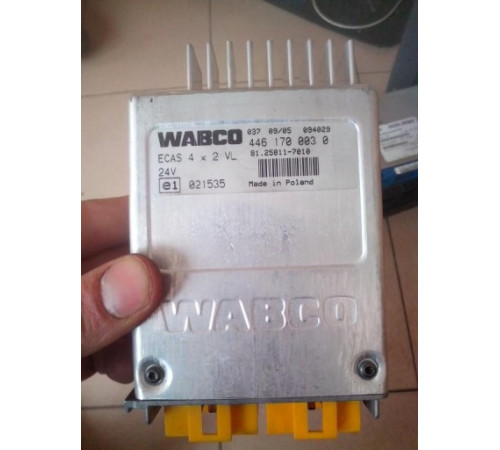 WABCO 037 09/05 094029
446 170 003 0
ECAS 4 x 2 VL 81.25811-7010
24V
e1 021535 Made in Poland
WABCO